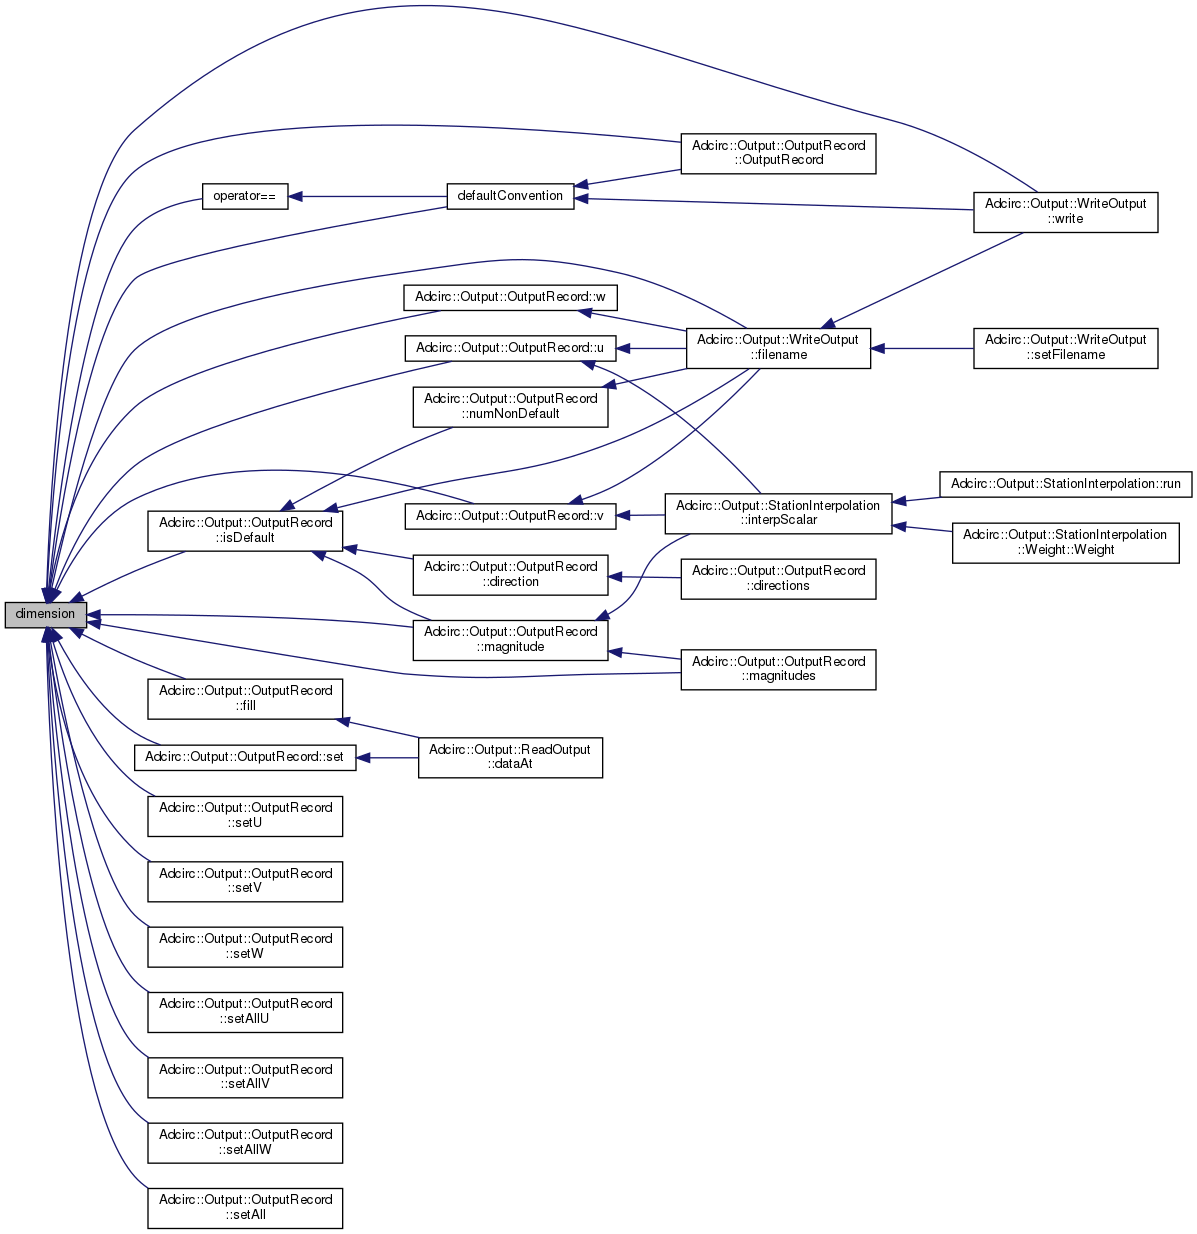 Adcirc::Output::OutputRecord
::OutputRecord
operator==
defaultConvention
Adcirc::Output::WriteOutput
::write
Adcirc::Output::OutputRecord::w
Adcirc::Output::OutputRecord::u
Adcirc::Output::WriteOutput
::filename
Adcirc::Output::WriteOutput
::setFilename
Adcirc::Output::OutputRecord
::numNonDefault
Adcirc::Output::StationInterpolation::run
Adcirc::Output::OutputRecord::v
Adcirc::Output::StationInterpolation
::interpScalar
Adcirc::Output::OutputRecord
::isDefault
Adcirc::Output::StationInterpolation
::Weight::Weight
Adcirc::Output::OutputRecord
::direction
Adcirc::Output::OutputRecord
::directions
dimension
Adcirc::Output::OutputRecord
::magnitude
Adcirc::Output::OutputRecord
::magnitudes
Adcirc::Output::OutputRecord
::fill
Adcirc::Output::OutputRecord::set
Adcirc::Output::ReadOutput
::dataAt
Adcirc::Output::OutputRecord
::setU
Adcirc::Output::OutputRecord
::setV
Adcirc::Output::OutputRecord
::setW
Adcirc::Output::OutputRecord
::setAllU
Adcirc::Output::OutputRecord
::setAllV
Adcirc::Output::OutputRecord
::setAllW
Adcirc::Output::OutputRecord
::setAll